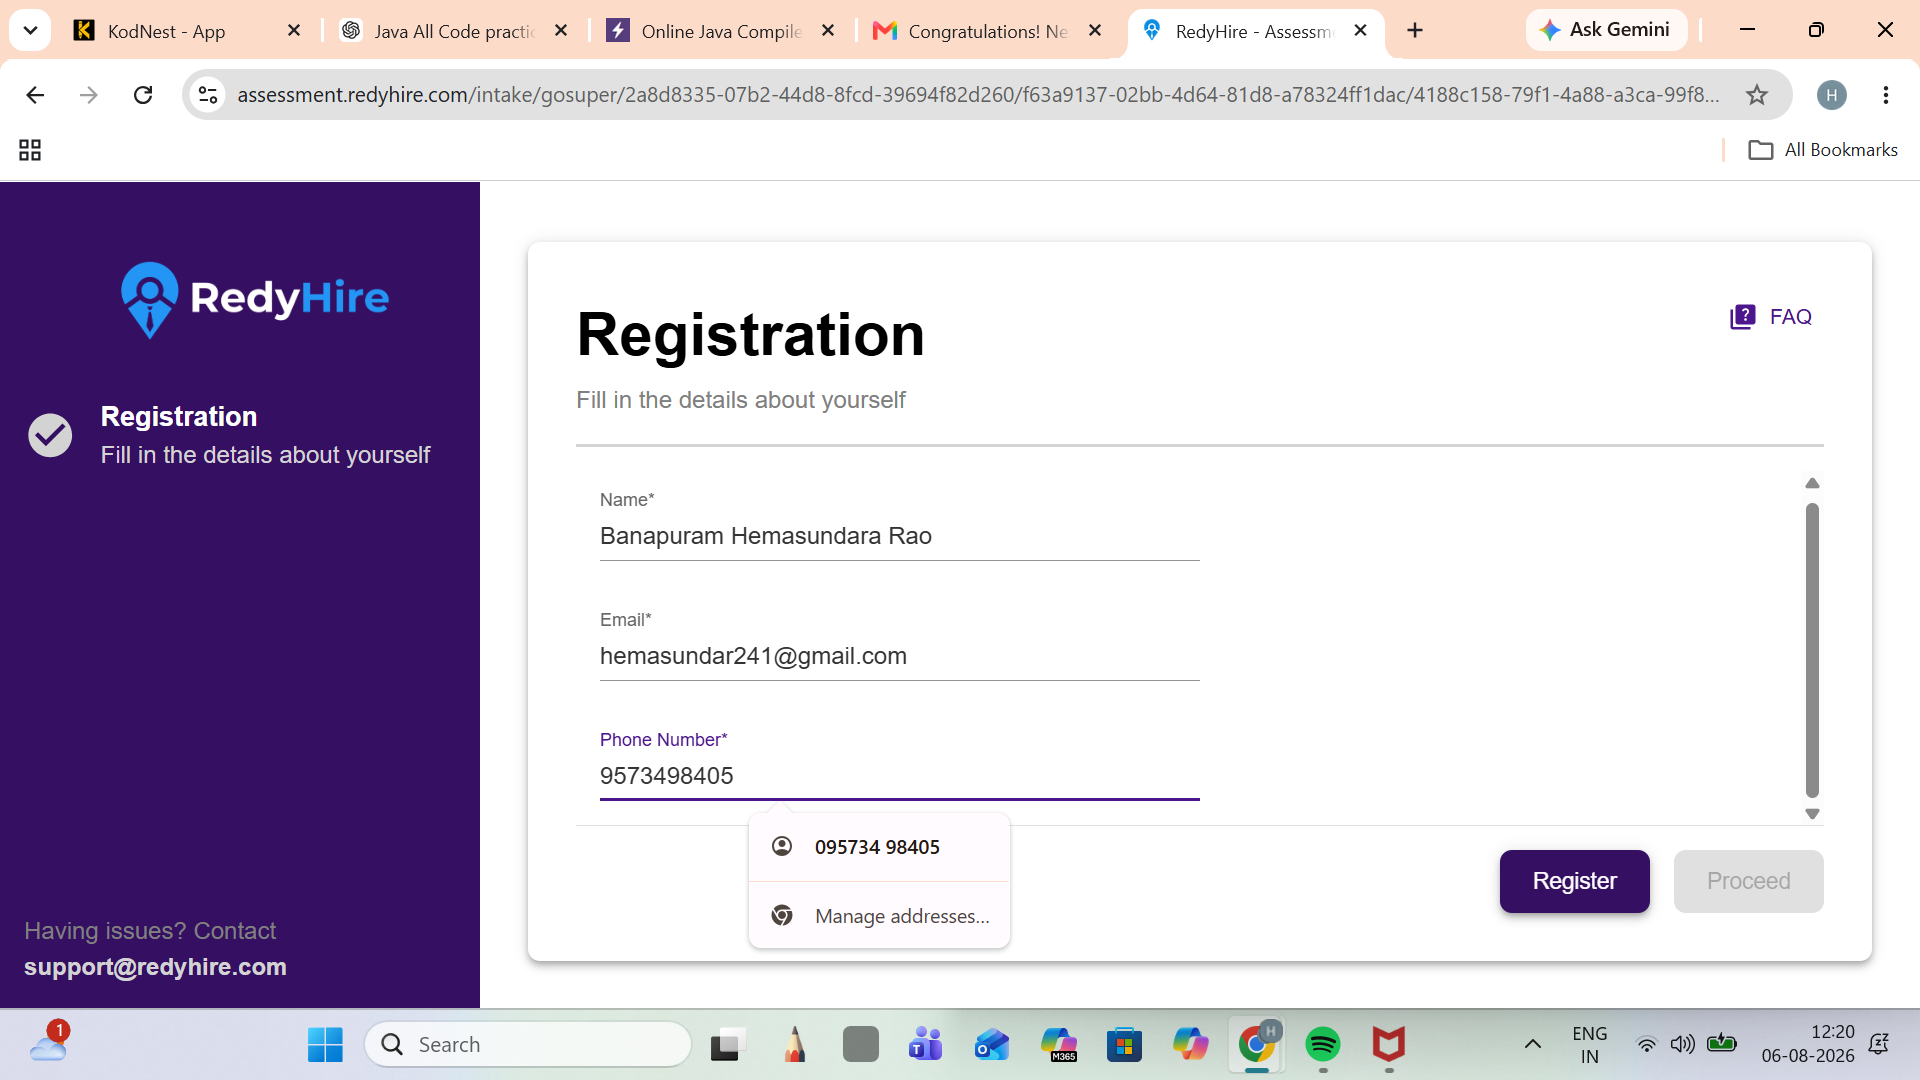 KodNest - App
Java All Code practic
Online Java Compile
Congratulations! Ne
RedyHire - Assessm
Ask Gemini
assessment.redyhire.com/intake/gosuper/2a8d8335-07b2-44d8-8fcd-39694f82d260/f63a9137-02bb-4d64-81d8-a78324ff1dac/4188c158-79f1-4a88-a3ca-99f8...
H
All Bookmarks
RedyHire
Registration
Fill in the details about yourself
Having issues? Contact
support@redyhire.com
Registration
FAQ
Fill in the details about yourself
Name*
Banapuram Hemasundara Rao
Email*
hemasundar241@gmail.com
Phone Number*
9573498405
095734 98405
Manage addresses...
Register
Proceed
1
Search
M365
H
ENG
IN
12:20
06-08-2026